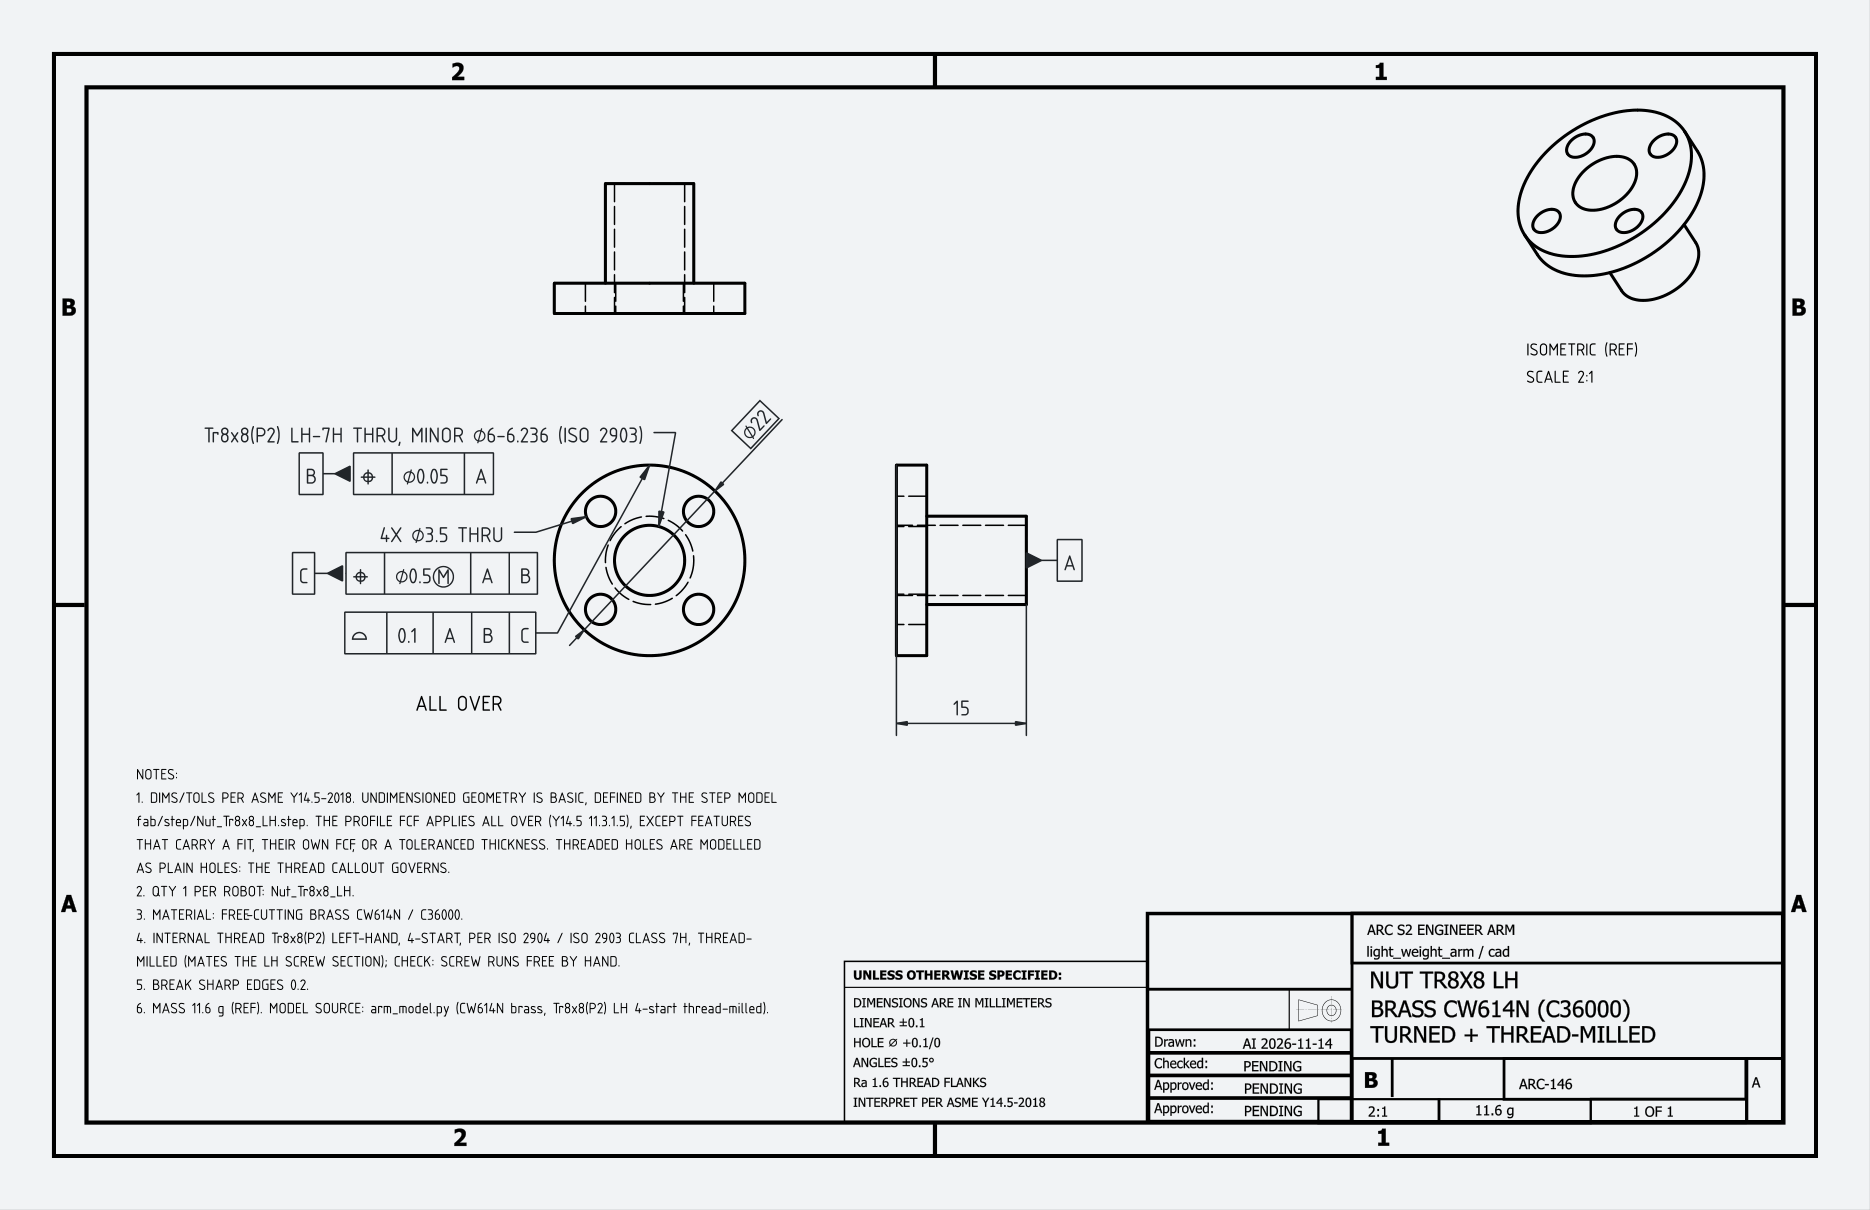 2
1
B
B
ISOMETRIC (REF)
SCALE 2:1
Tr8x8(P2) LH-7H THRU, MINOR ⌀6-6.236 (ISO 2903)
⌀22
B ⌖ ⌀0.05 A
4X ⌀3.5 THRU
C ⌖ ⌀0.5Ⓜ A B
⌓ 0.1 A B C
ALL OVER
A
15
NOTES:
1. DIMS/TOLS PER ASME Y14.5-2018. UNDIMENSIONED GEOMETRY IS BASIC, DEFINED BY THE STEP MODEL
fab/step/Nut_Tr8x8_LH.step. THE PROFILE FCF APPLIES ALL OVER (Y14.5 11.3.1.5), EXCEPT FEATURES
THAT CARRY A FIT, THEIR OWN FCF, OR A TOLERANCED THICKNESS. THREADED HOLES ARE MODELLED
AS PLAIN HOLES: THE THREAD CALLOUT GOVERNS.
2. QTY 1 PER ROBOT: Nut_Tr8x8_LH.
3. MATERIAL: FREE-CUTTING BRASS CW614N / C36000.
4. INTERNAL THREAD Tr8x8(P2) LEFT-HAND, 4-START, PER ISO 2904 / ISO 2903 CLASS 7H, THREAD-
MILLED (MATES THE LH SCREW SECTION); CHECK: SCREW RUNS FREE BY HAND.
5. BREAK SHARP EDGES 0.2.
6. MASS 11.6 g (REF). MODEL SOURCE: arm_model.py (CW614N brass, Tr8x8(P2) LH 4-start thread-milled).
A
A
UNLESS OTHERWISE SPECIFIED:
DIMENSIONS ARE IN MILLIMETERS
LINEAR ±0.1
HOLE ⌀ +0.1/0
ANGLES ±0.5°
Ra 1.6 THREAD FLANKS
INTERPRET PER ASME Y14.5-2018
Drawn: AI 2026-11-14
Checked: PENDING
Approved: PENDING
Approved: PENDING
ARC S2 ENGINEER ARM
light_weight_arm / cad
NUT TR8X8 LH
BRASS CW614N (C36000)
TURNED + THREAD-MILLED
B ARC-146 A
2:1 11.6 g 1 OF 1
2
1